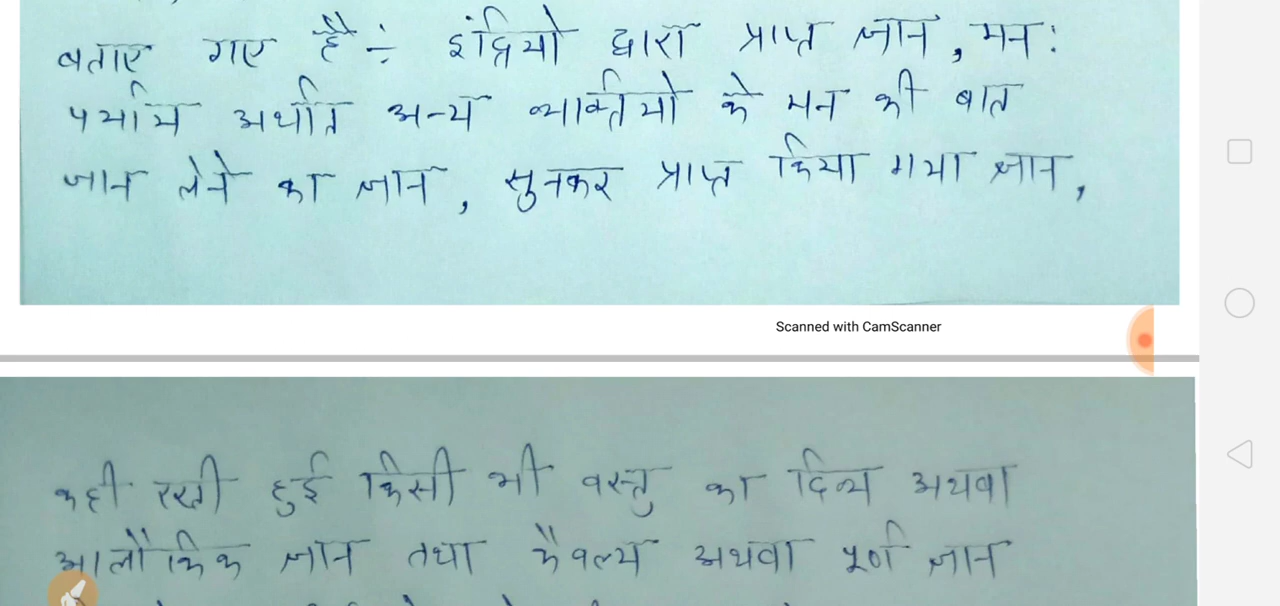 बताए गए हैं ÷ इंद्रियो द्वारा प्राप्त ज्ञान, मन:
पर्याय अर्थात अन्य व्यक्तियो के मन की बात
जान लेने का ज्ञान, सुनकर प्राप्त किया गया ज्ञान,
Scanned with CamScanner
कही रखी हुई किसी भी वस्तु का दिव्य अथवा
आलौकिक ज्ञान तथा कैवल्य अथवा पूर्ण ज्ञान